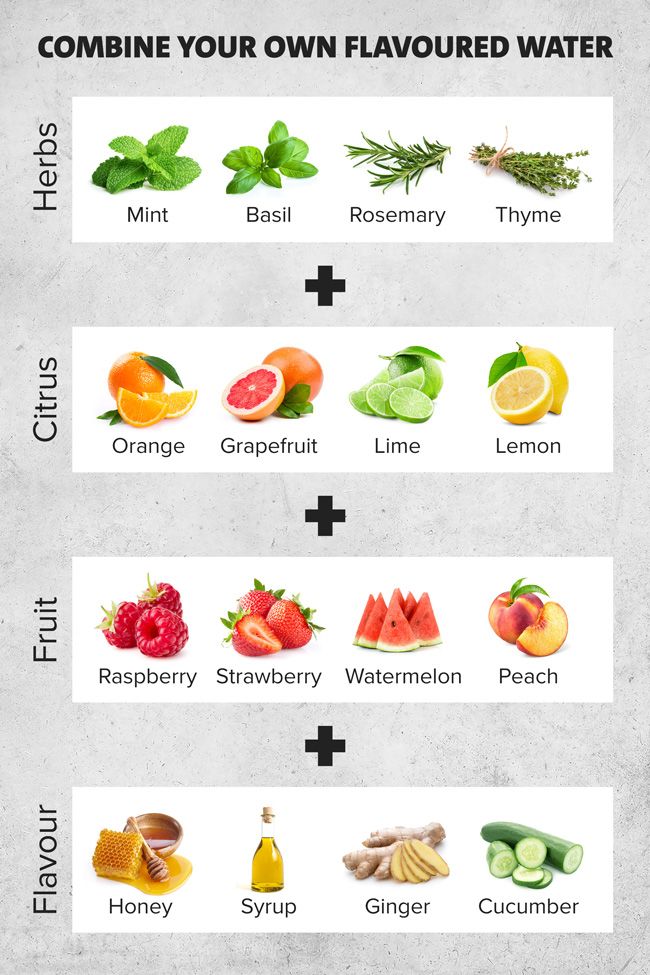 COMBINE YOUR OWN FLAVOURED WATER
Herbs
Mint Basil Rosemary Thyme
Citrus
Orange Grapefruit Lime Lemon
Fruit
Raspberry Strawberry Watermelon Peach
Flavour
Honey Syrup Ginger Cucumber